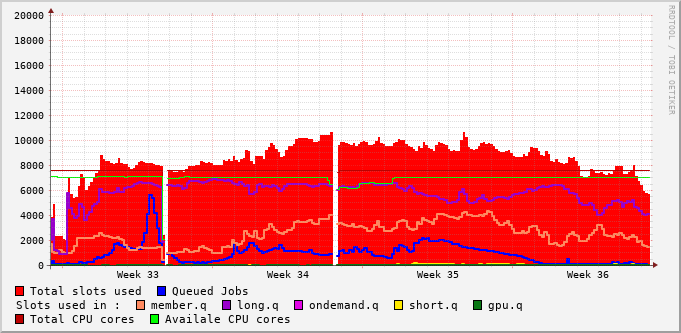 20000
18000
16000
14000
12000
10000
8000
6000
4000
2000
0
Week 33 Week 34 Week 35 Week 36
Total slots used Queued Jobs
Slots used in : member.q long.q ondemand.q short.q gpu.q
Total CPU cores Availale CPU cores
RRDTOOL / TOBI OETIKER